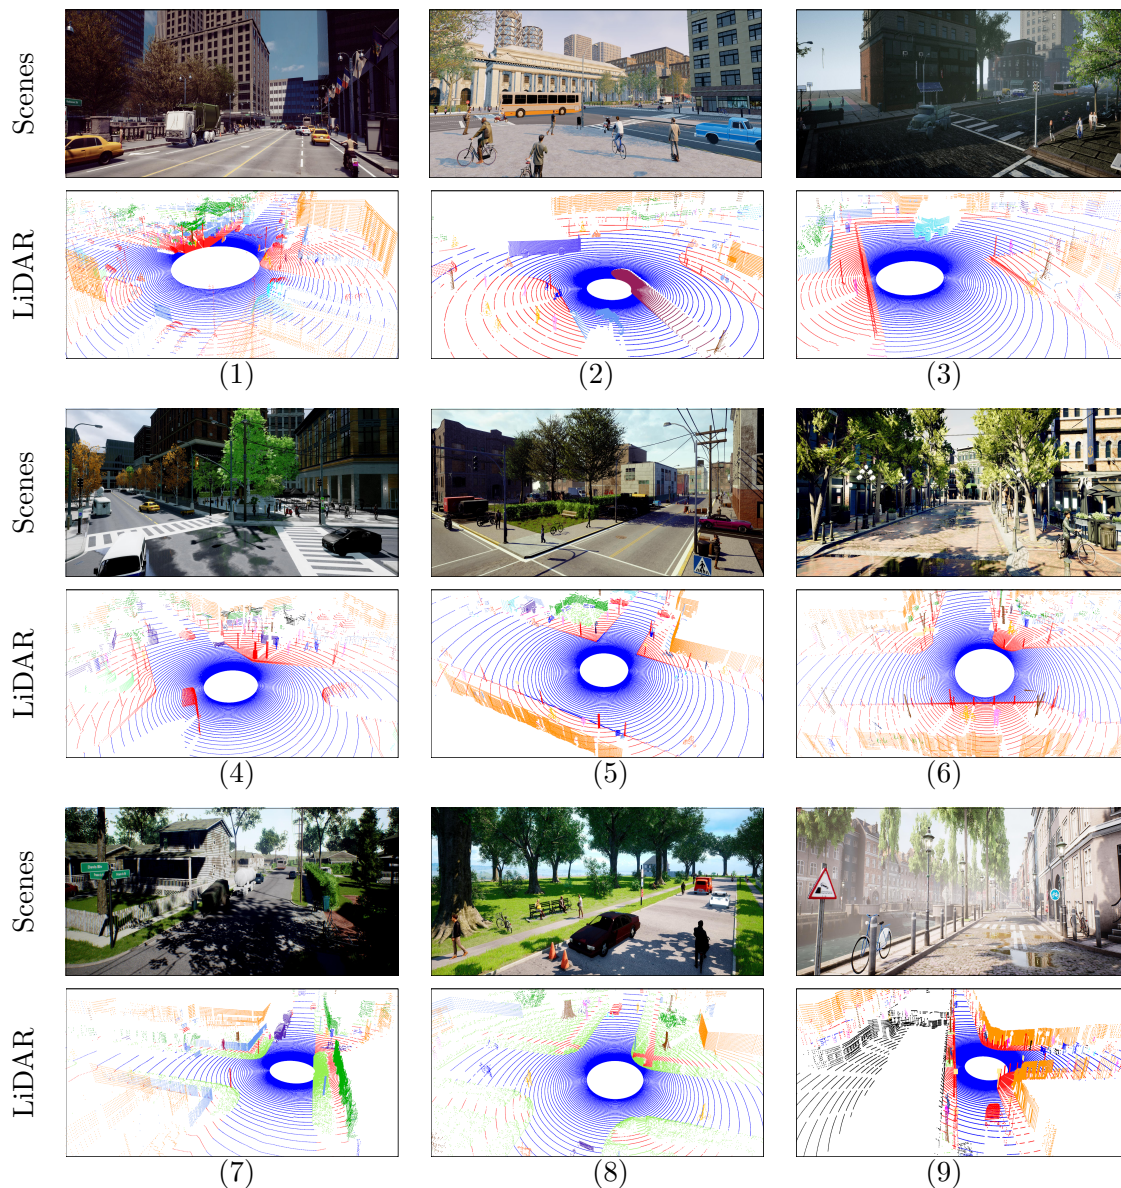 Scenes
LiDAR
(1)
(2)
(3)
Scenes
LiDAR
(4)
(5)
(6)
Scenes
LiDAR
(7)
(8)
(9)